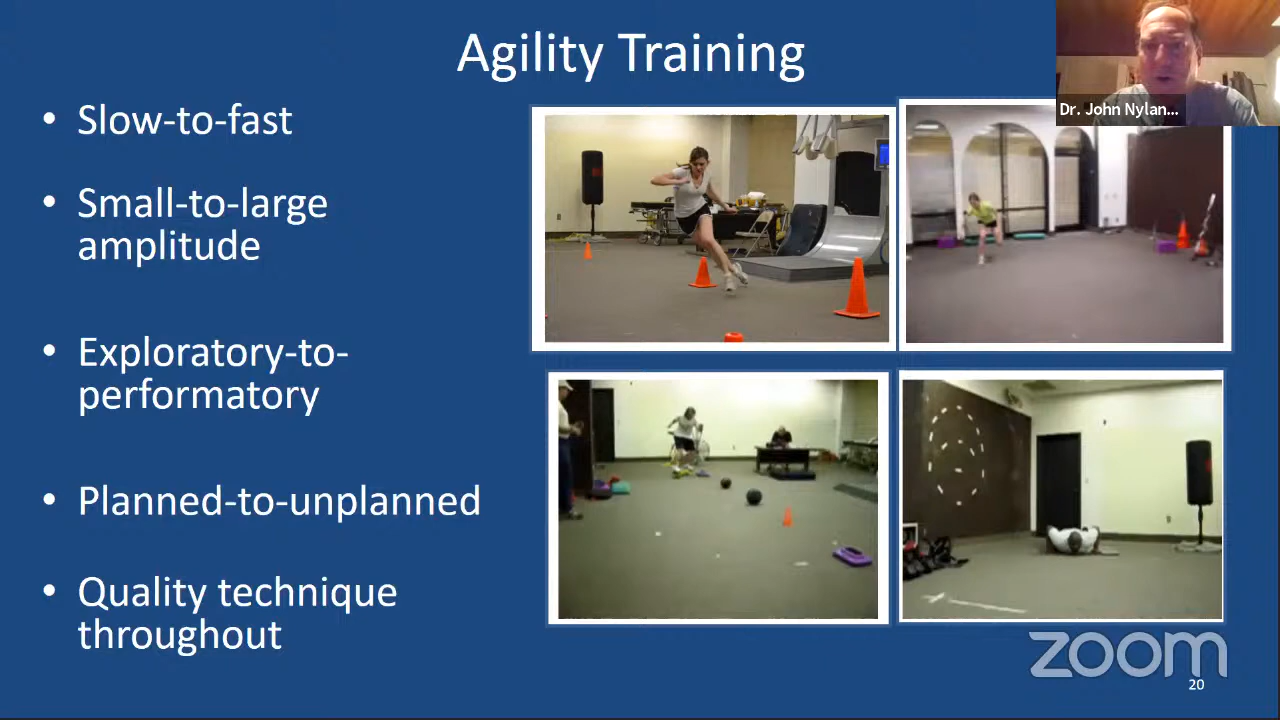 Agility Training
Dr. John Nylan...
• Slow-to-fast
• Small-to-large
amplitude
• Exploratory-to-
performatory
• Planned-to-unplanned
• Quality technique
throughout
zoom
20